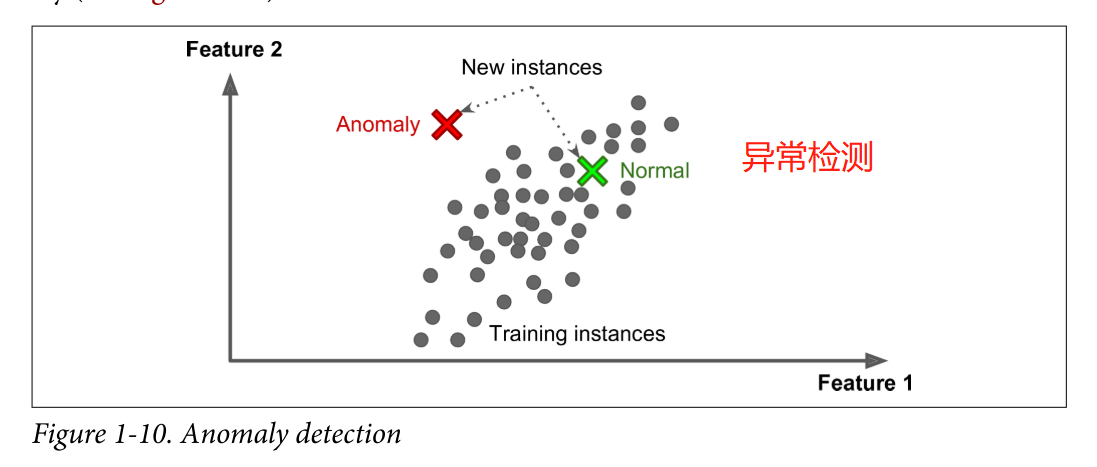 Feature 2
New instances
Anomaly
异常检测
Normal
Training instances
Feature 1
Figure 1-10. Anomaly detection